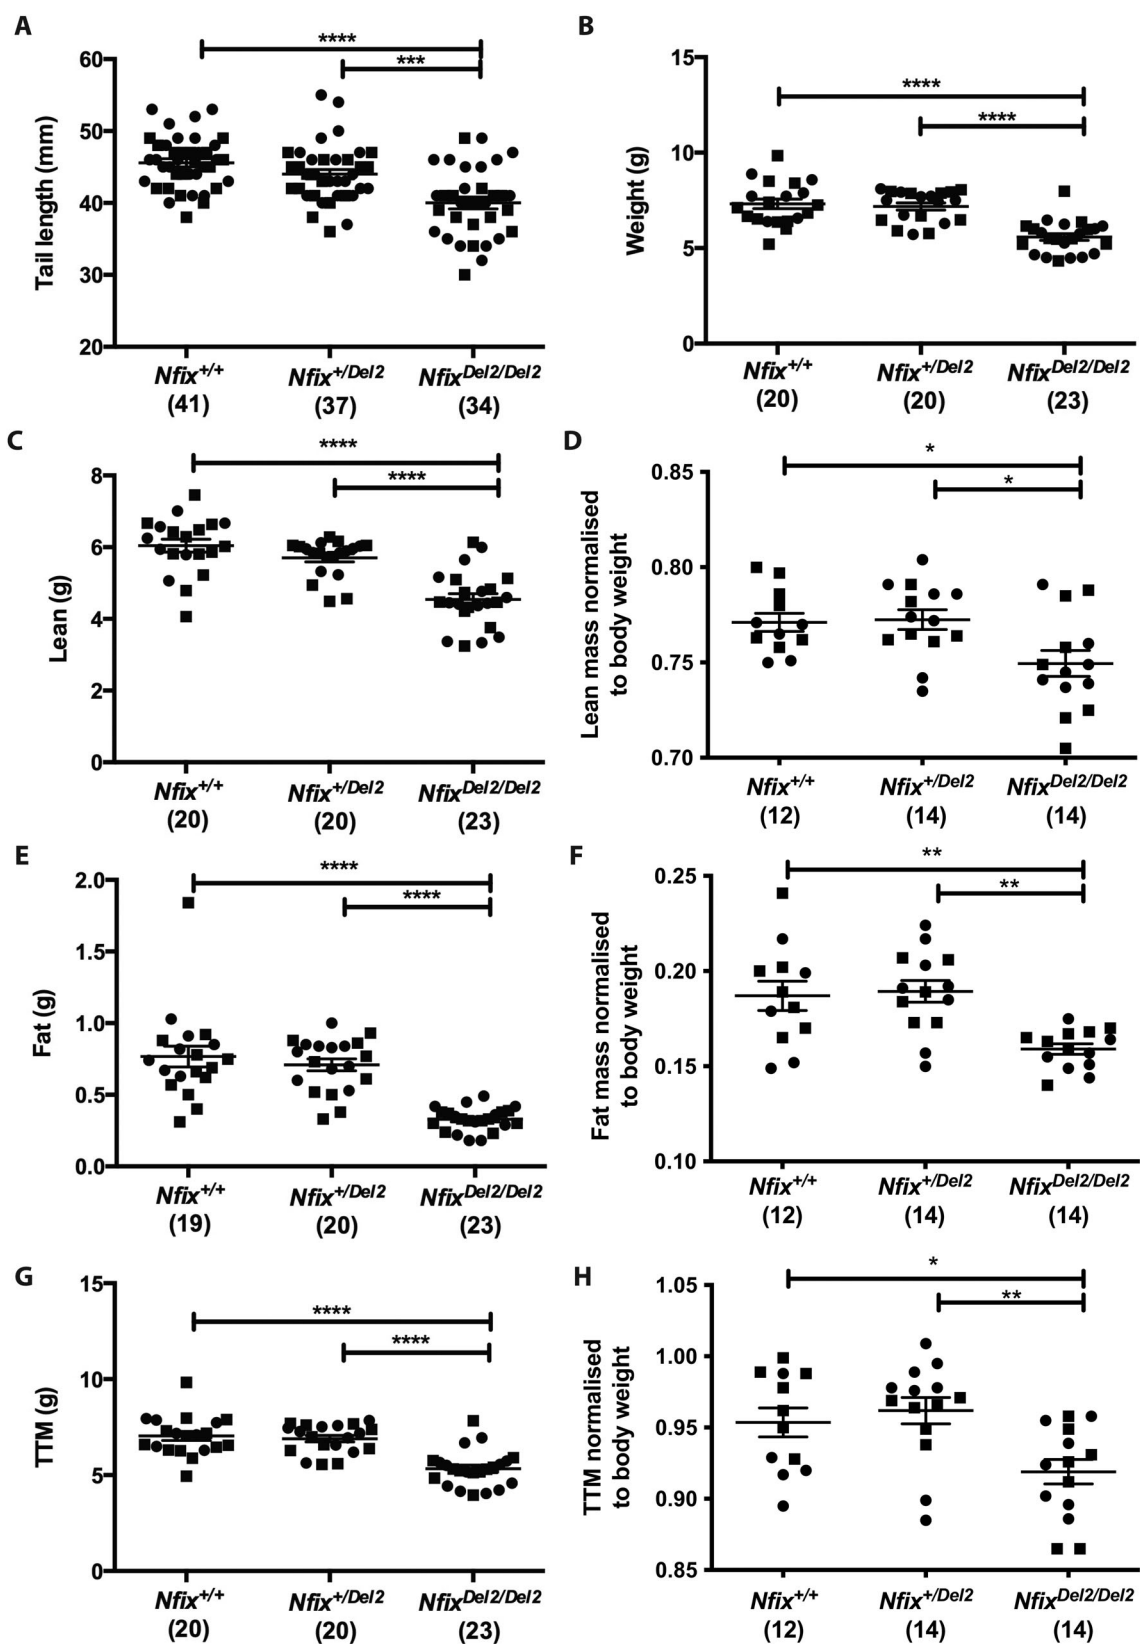 A
Tail length (mm)
60
50
40
30
20
****
***
Nfix+/+
Nfix+/Del2
NfixDel2/Del2
(41)
(37)
(34)
B
Weight (g)
15
10
5
0
****
****
Nfix+/+
Nfix+/Del2
NfixDel2/Del2
(20)
(20)
(23)
C
Lean (g)
8
6
4
2
0
****
****
Nfix+/+
Nfix+/Del2
NfixDel2/Del2
(20)
(20)
(23)
D
Lean mass normalised
to body weight
0.85
0.80
0.75
0.70
*
*
Nfix+/+
Nfix+/Del2
NfixDel2/Del2
(12)
(14)
(14)
E
Fat (g)
2.0
1.5
1.0
0.5
0.0
****
****
Nfix+/+
Nfix+/Del2
NfixDel2/Del2
(19)
(20)
(23)
F
Fat mass normalised
to body weight
0.25
0.20
0.15
0.10
**
**
Nfix+/+
Nfix+/Del2
NfixDel2/Del2
(12)
(14)
(14)
G
TTM (g)
15
10
5
0
****
****
Nfix+/+
Nfix+/Del2
NfixDel2/Del2
(20)
(20)
(23)
H
TTM normalised
to body weight
1.05
1.00
0.95
0.90
0.85
*
**
Nfix+/+
Nfix+/Del2
NfixDel2/Del2
(12)
(14)
(14)